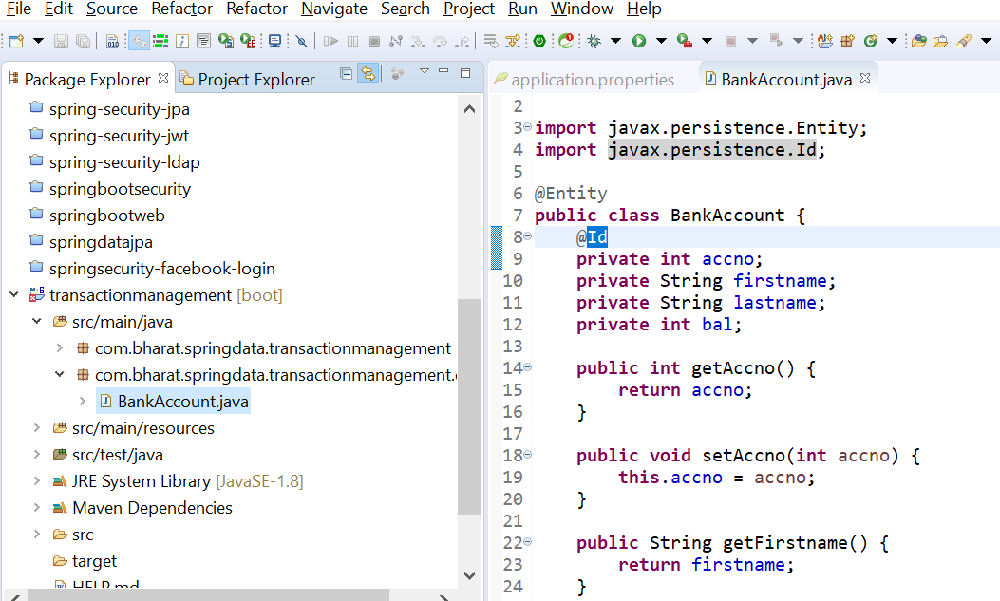 File Edit Source Refactor Refactor Navigate Search Project Run Window Help
Package Explorer Project Explorer
spring-security-jpa
spring-security-jwt
spring-security-ldap
springbootsecurity
springbootweb
springdatajpa
springsecurity-facebook-login
transactionmanagement [boot]
src/main/java
com.bharat.springdata.transactionmanagement
com.bharat.springdata.transactionmanagement.
BankAccount.java
src/main/resources
src/test/java
JRE System Library [JavaSE-1.8]
Maven Dependencies
src
target
HELP.md
application.properties BankAccount.java
2
3 import javax.persistence.Entity;
4 import javax.persistence.Id;
5
6 @Entity
7 public class BankAccount {
8 @Id
9 private int accno;
10 private String firstname;
11 private String lastname;
12 private int bal;
13
14 public int getAccno() {
15 return accno;
16 }
17
18 public void setAccno(int accno) {
19 this.accno = accno;
20 }
21
22 public String getFirstname() {
23 return firstname;
24 }